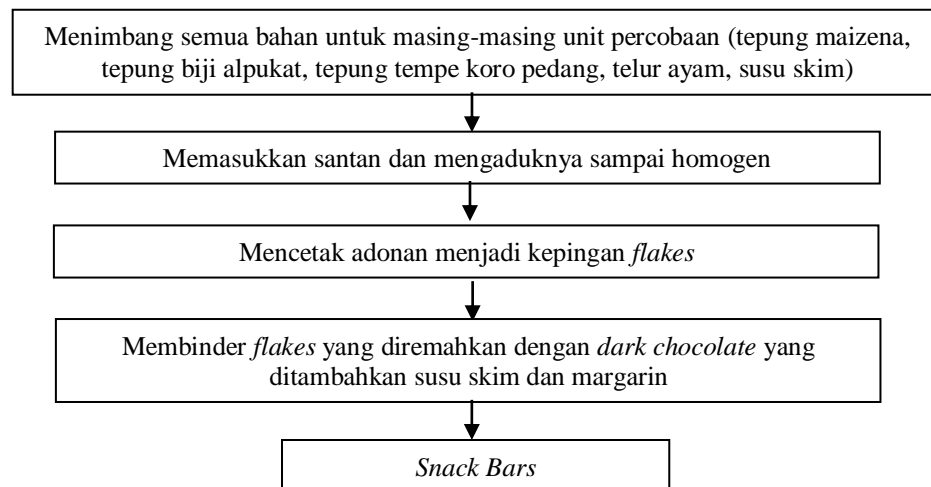 Menimbang semua bahan untuk masing-masing unit percobaan (tepung maizena,
tepung biji alpukat, tepung tempe koro pedang, telur ayam, susu skim)
Memasukkan santan dan mengaduknya sampai homogen
Mencetak adonan menjadi kepingan flakes
Membinder flakes yang diremahkan dengan dark chocolate yang
ditambahkan susu skim dan margarin
Snack Bars